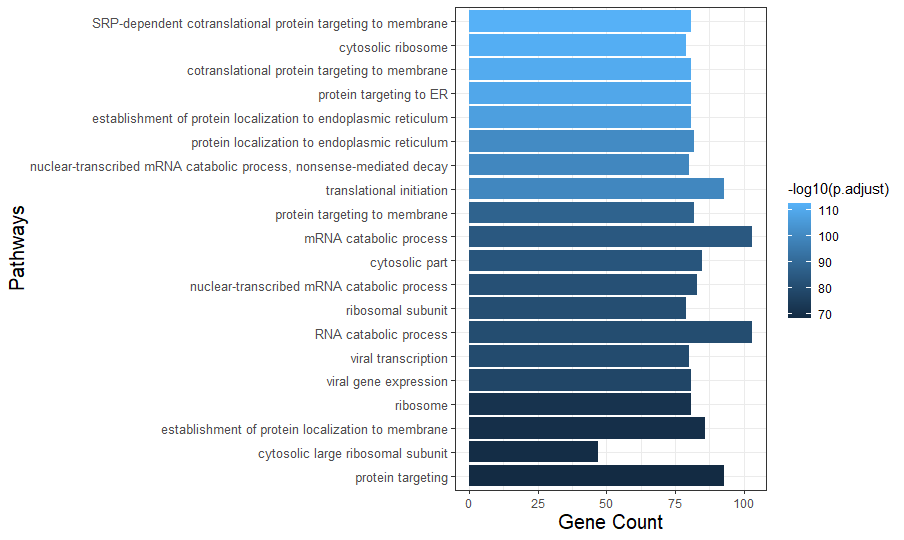 SRP-dependent cotranslational protein targeting to membrane
cytosolic ribosome
cotranslational protein targeting to membrane
protein targeting to ER
establishment of protein localization to endoplasmic reticulum
protein localization to endoplasmic reticulum
nuclear-transcribed mRNA catabolic process, nonsense-mediated decay
translational initiation
protein targeting to membrane
mRNA catabolic process
cytosolic part
nuclear-transcribed mRNA catabolic process
ribosomal subunit
RNA catabolic process
viral transcription
viral gene expression
ribosome
establishment of protein localization to membrane
cytosolic large ribosomal subunit
protein targeting
Pathways
0 25 50 75 100
Gene Count
-log10(p.adjust)
110
100
90
80
70